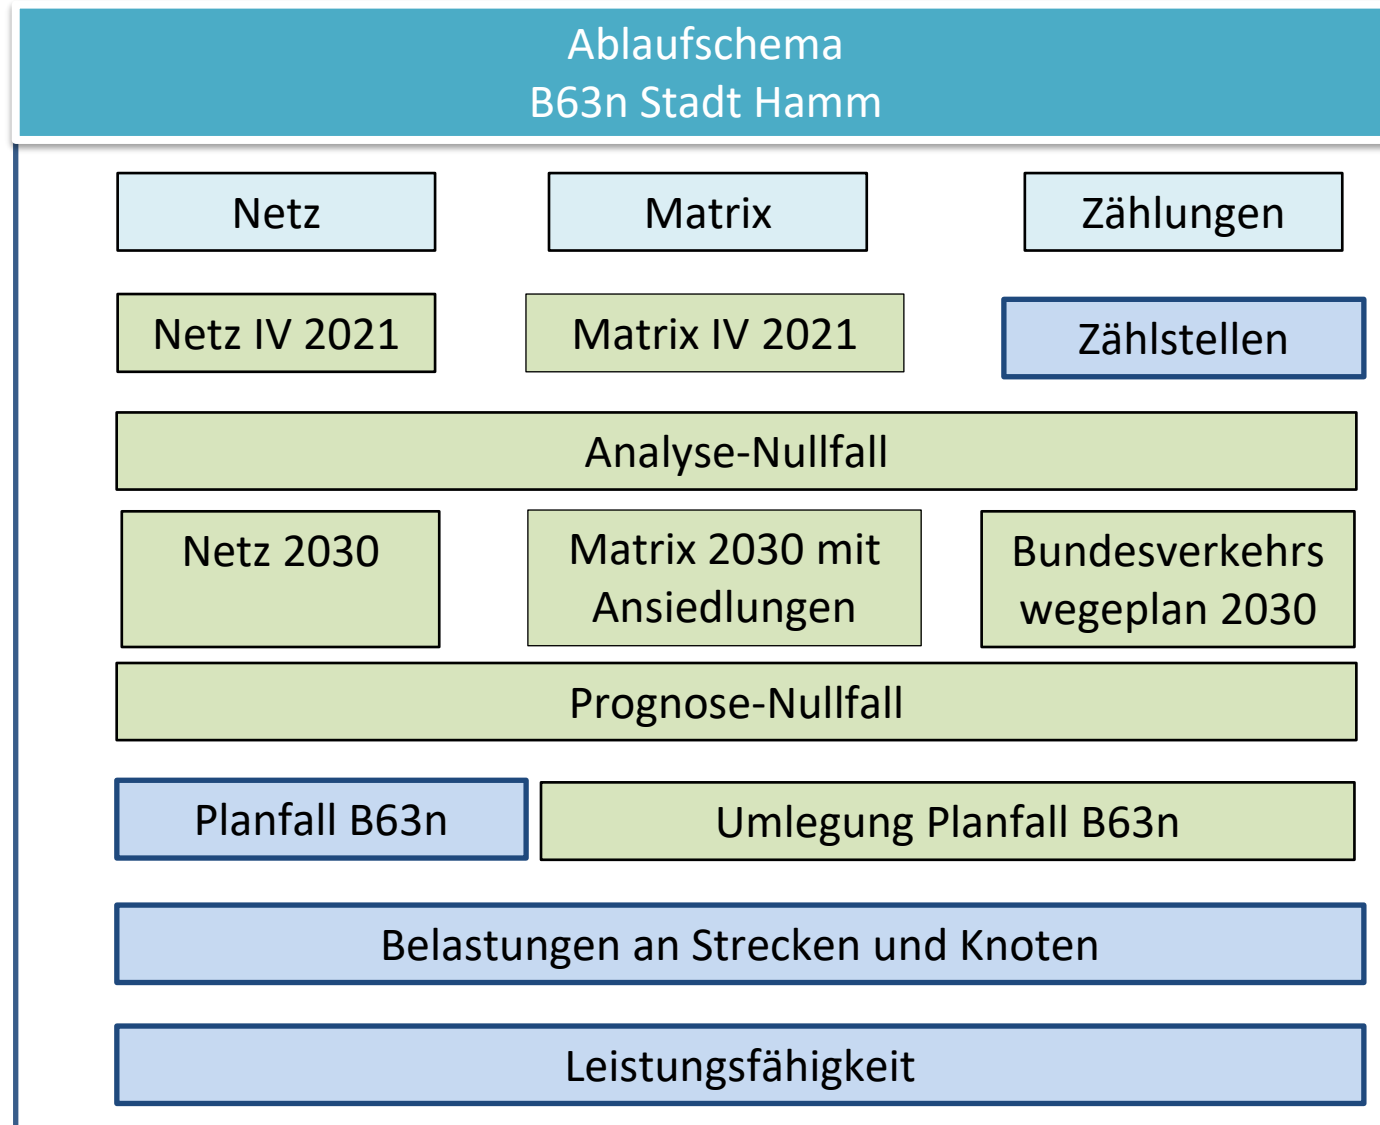 Ablaufschema
B63n Stadt Hamm
Netz
Matrix
Zählungen
Netz IV 2021
Matrix IV 2021
Zählstellen
Analyse-Nullfall
Netz 2030
Matrix 2030 mit
Ansiedlungen
Bundesverkehrs
wegeplan 2030
Prognose-Nullfall
Planfall B63n
Umlegung Planfall B63n
Belastungen an Strecken und Knoten
Leistungsfähigkeit